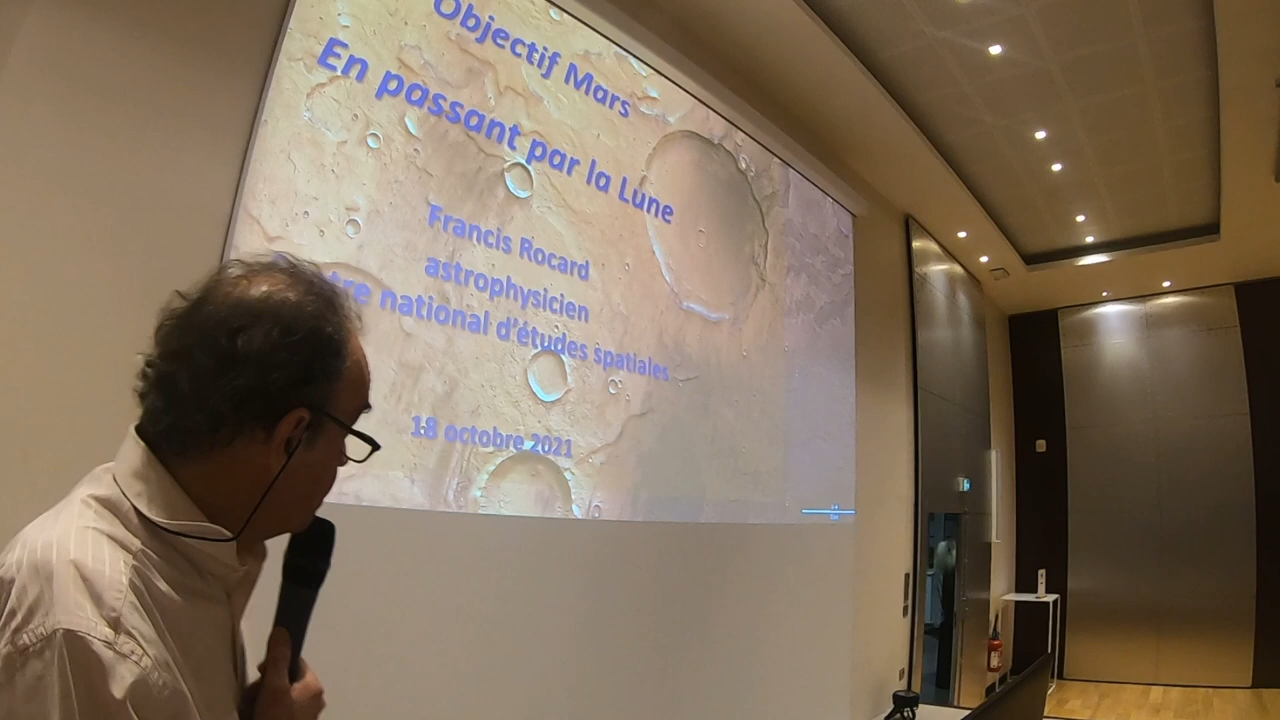 Objectif Mars
En passant par la Lune
Francis Rocard
astrophysicien
national d'études spatiales
18 octobre 2021